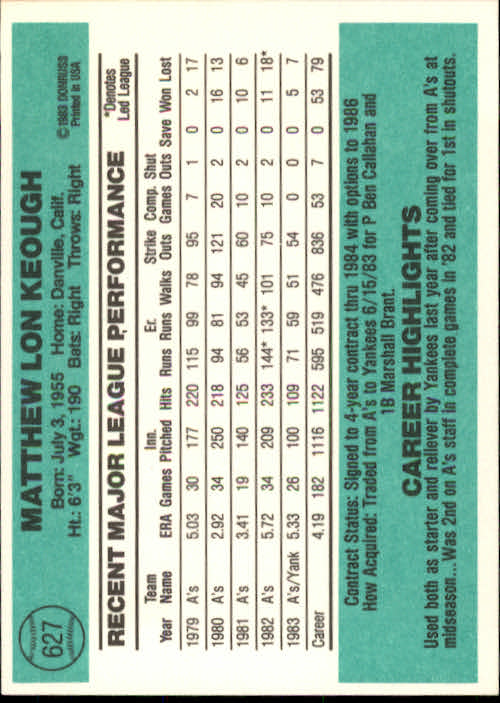 627
MATTHEW LON KEOUGH
©1983 DONRUSS
Printed in USA
Born: July 3, 1955 Home: Danville, Calif.
Ht.: 6'3" Wgt.: 190 Bats: Right Throws: Right
RECENT MAJOR LEAGUE PERFORMANCE
*Denotes
Led League
Team Inn. Er. Strike Comp. Shut
Year Name ERA Games Pitched Hits Runs Runs Walks Outs Games Outs Save Won Lost
1979 A's 5.03 30 177 220 115 99 78 95 7 1 0 2 17
1980 A's 2.92 34 250 218 94 81 94 121 20 2 0 16 13
1981 A's 3.41 19 140 125 56 53 45 60 10 2 0 10 6
1982 A's 5.72 34 209 233 144* 133* 101 75 10 2 0 11 18*
1983 A's/Yank 5.33 26 100 109 71 59 51 54 0 0 0 5 7
Career 4.19 182 1116 1122 595 519 476 836 53 7 0 53 79
Contract Status: Signed to 4-year contract thru 1984 with options to 1986
How Acquired: Traded from A's to Yankees 6/15/83 for P Ben Callahan and
1B Marshall Brant.
CAREER HIGHLIGHTS
Used both as starter and reliever by Yankees last year after coming over from A's at
midseason... Was 2nd on A's staff in complete games in '82 and tied for 1st in shutouts.